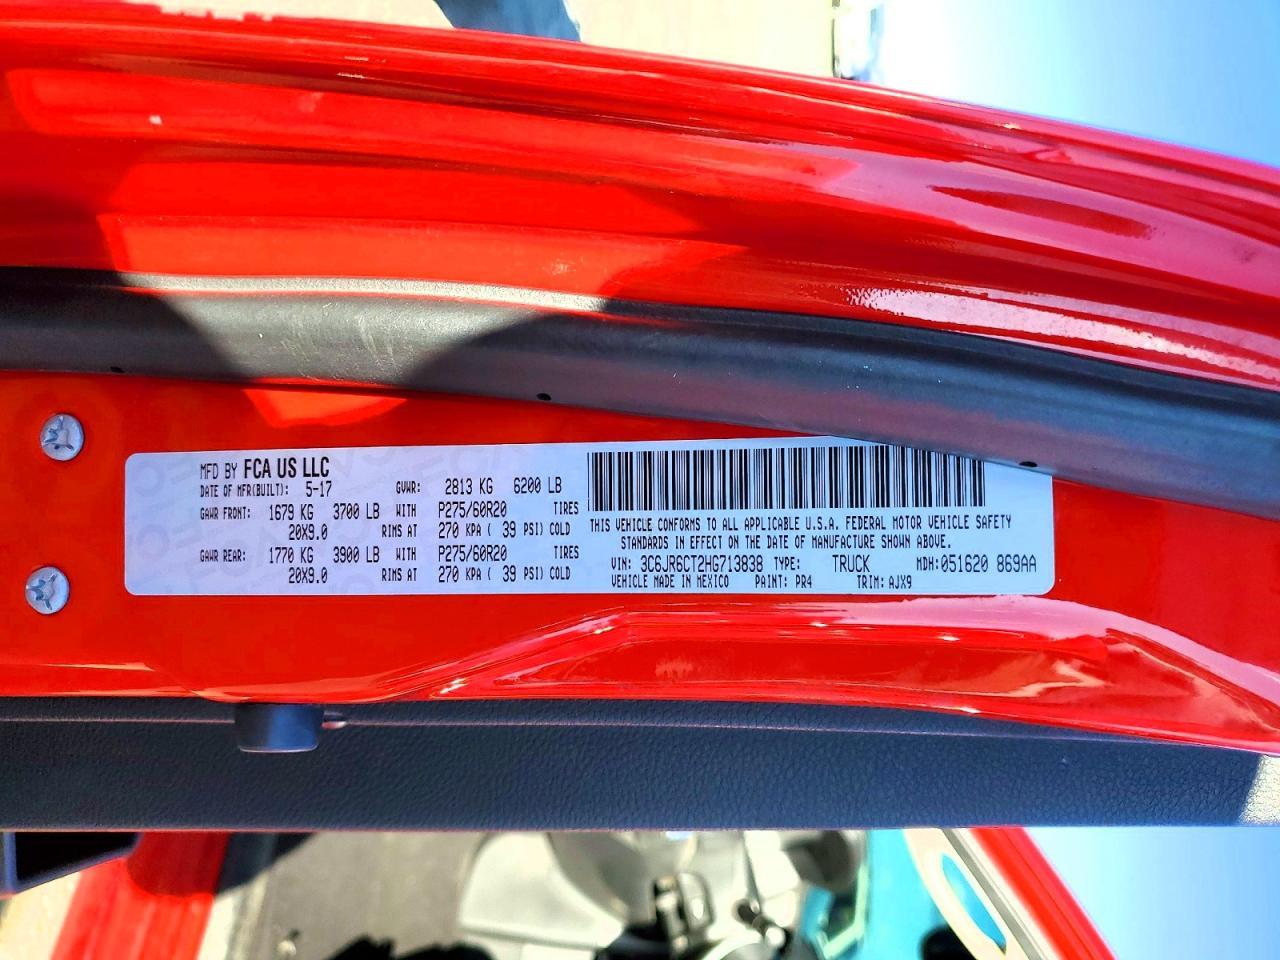 MFD BY FCA US LLC
DATE OF MFR(BUILT): 5-17 GVWR: 2813 KG 6200 LB
GAWR FRONT: 1679 KG 3700 LB WITH P275/60R20 TIRES
20X9.0 RIMS AT 270 KPA ( 39 PSI) COLD
GAWR REAR: 1770 KG 3900 LB WITH P275/60R20 TIRES
20X9.0 RIMS AT 270 KPA ( 39 PSI) COLD
THIS VEHICLE CONFORMS TO ALL APPLICABLE U.S.A. FEDERAL MOTOR VEHICLE SAFETY
STANDARDS IN EFFECT ON THE DATE OF MANUFACTURE SHOWN ABOVE.
VIN: 3C6JR6CT2HG713838 TYPE: TRUCK MDH:051620 869AA
VEHICLE MADE IN MEXICO PAINT: PR4 TRIM: AJX9